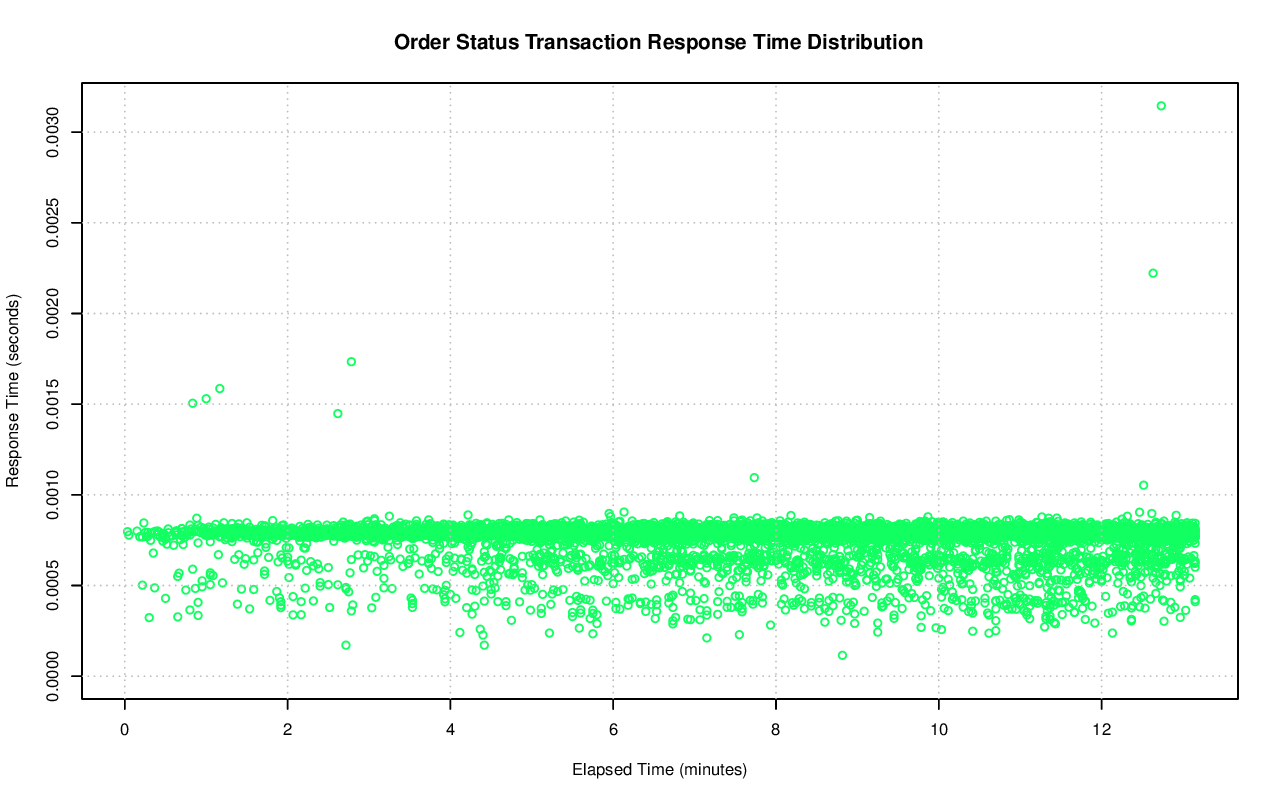 Order Status Transaction Response Time Distribution
Response Time (seconds)
0.0030
0.0025
0.0020
0.0015
0.0010
0.0005
0.0000
0 2 4 6 8 10 12
Elapsed Time (minutes)